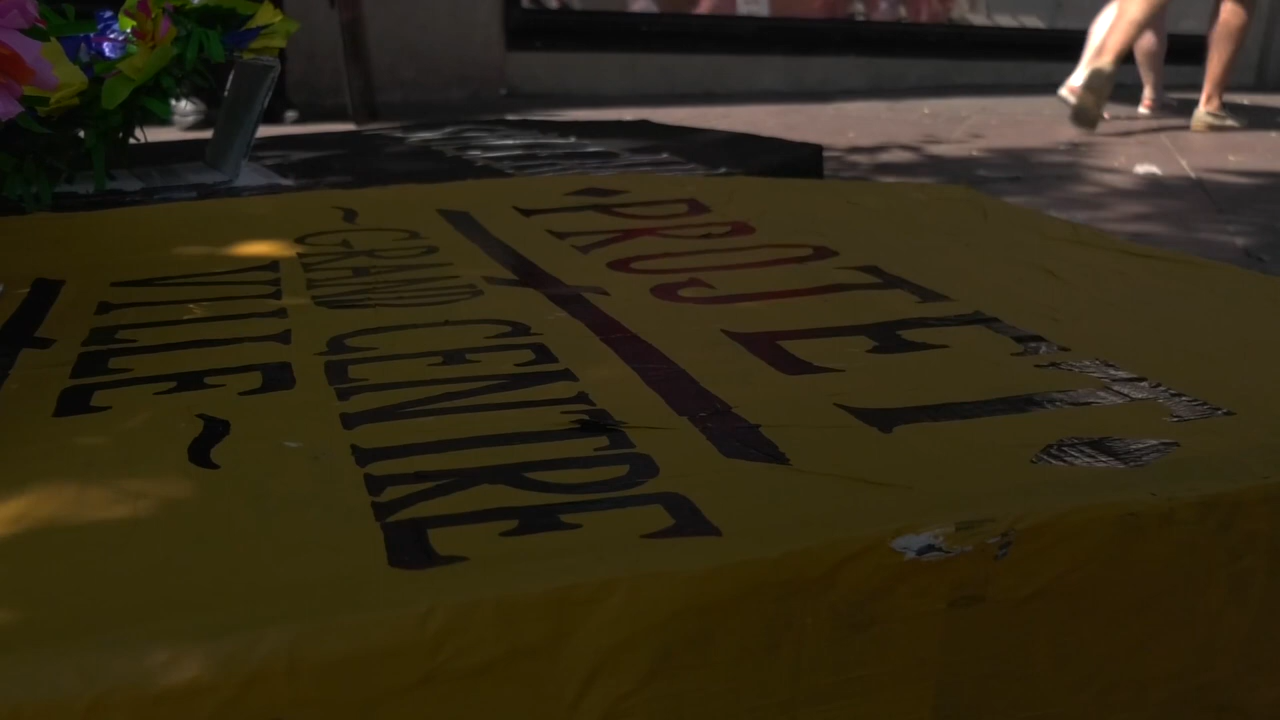 • PROJET •
~ GRAND CENTRE
VILLE ~